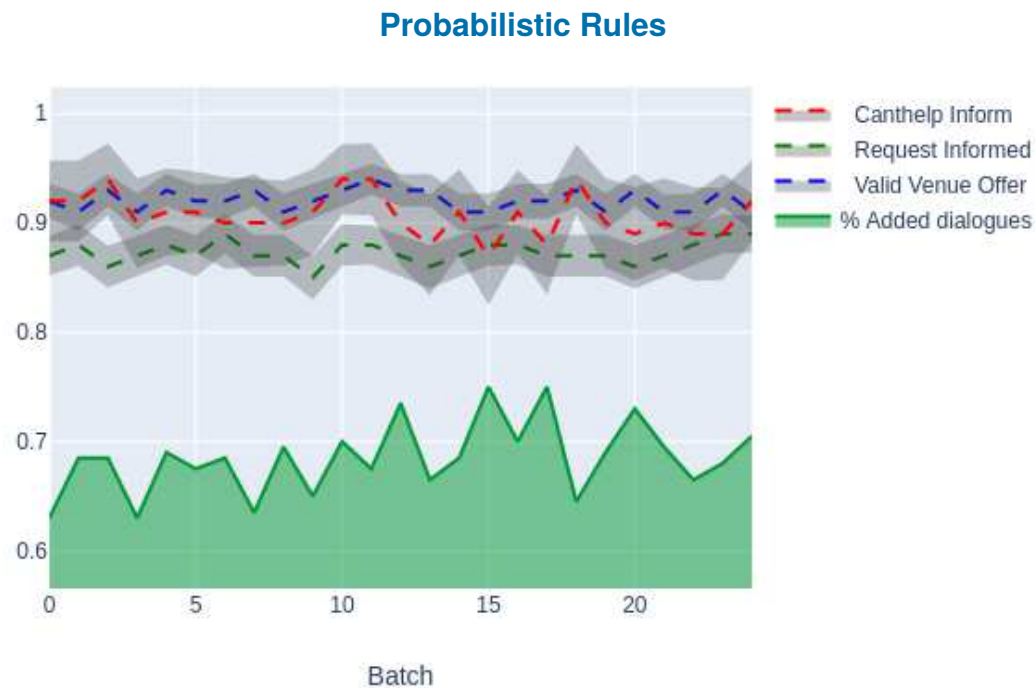 Probabilistic Rules
1
0.9
0.8
0.7
0.6
0
5
10
15
20
Batch
Canthelp Inform
Request Informed
Valid Venue Offer
% Added dialogues